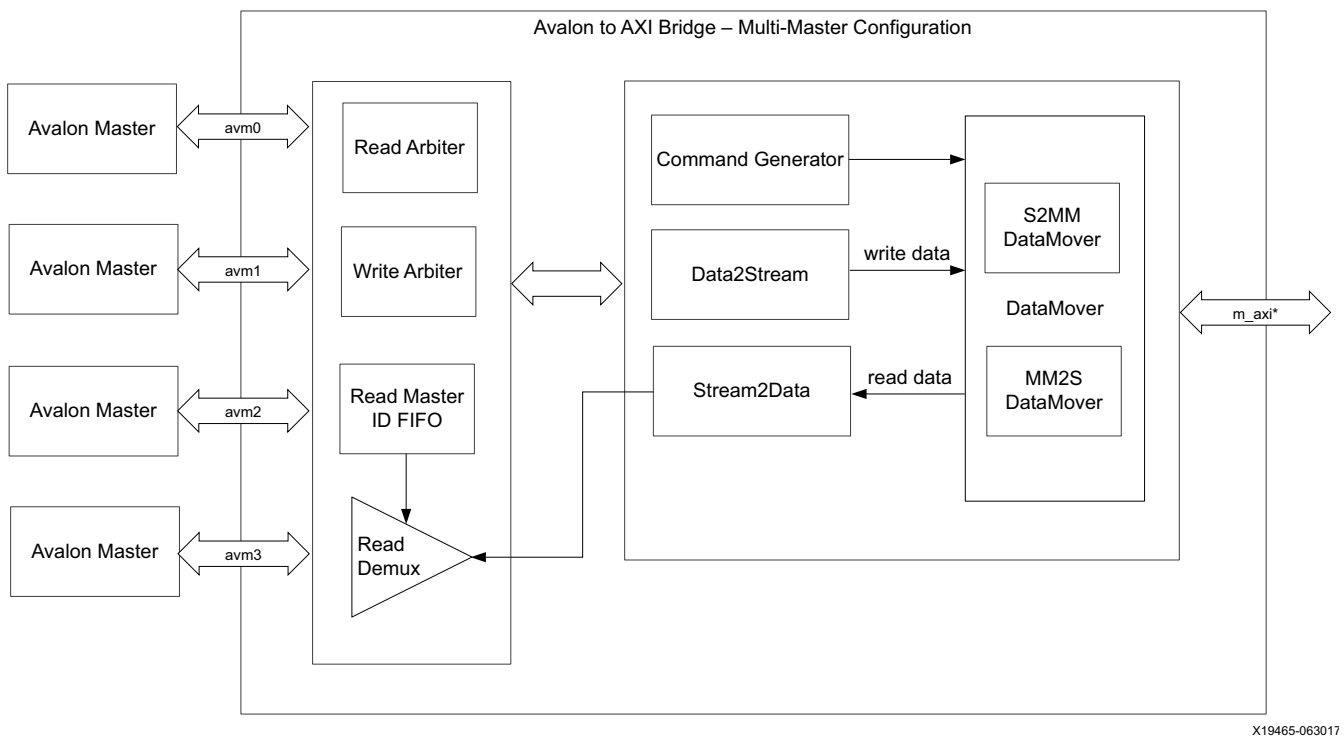 Avalon to AXI Bridge – Multi-Master Configuration
Avalon Master
avm0
Avalon Master
avm1
Avalon Master
avm2
Avalon Master
avm3
Read Arbiter
Write Arbiter
Read Master
ID FIFO
Read
Demux
Command Generator
Data2Stream
write data
Stream2Data
read data
S2MM
DataMover
DataMover
MM2S
DataMover
m_axi*
X19465-063017